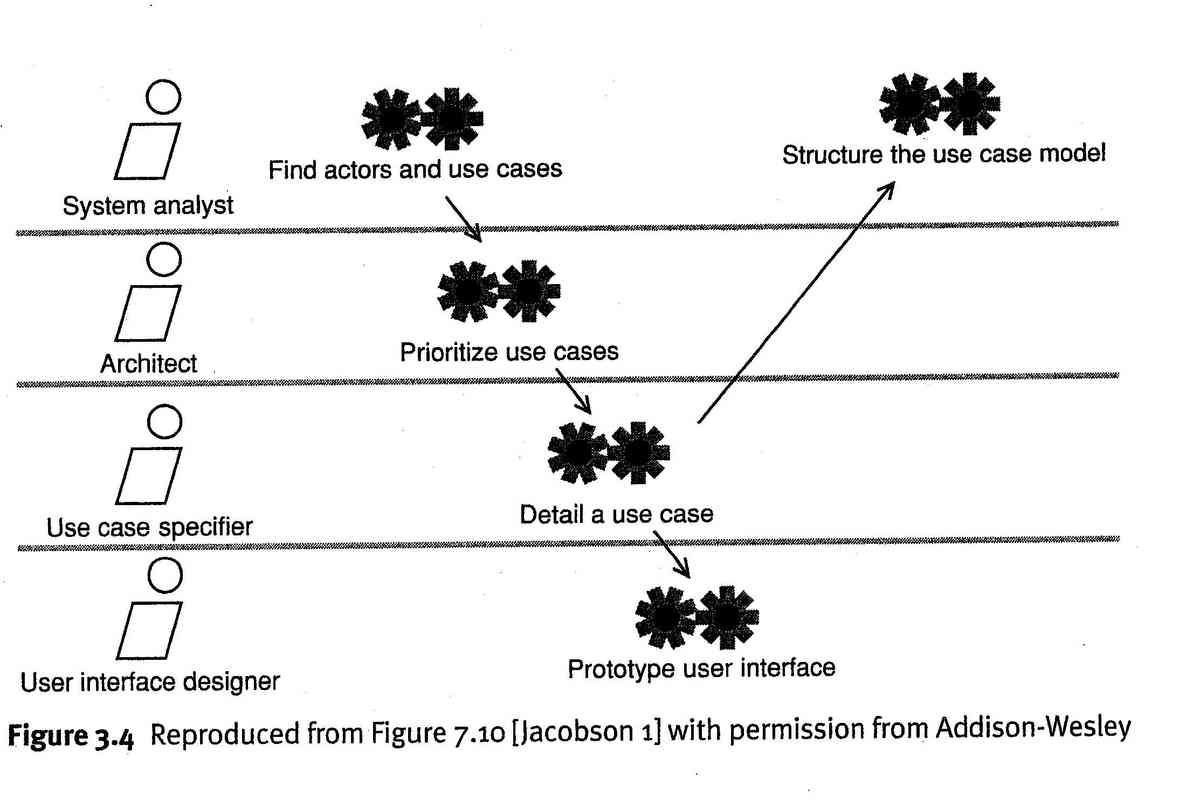 Find actors and use cases
Structure the use case model
System analyst
Prioritize use cases
Architect
Detail a use case
Use case specifier
Prototype user interface
User interface designer
Figure 3.4 Reproduced from Figure 7.10 [Jacobson 1] with permission from Addison-Wesley